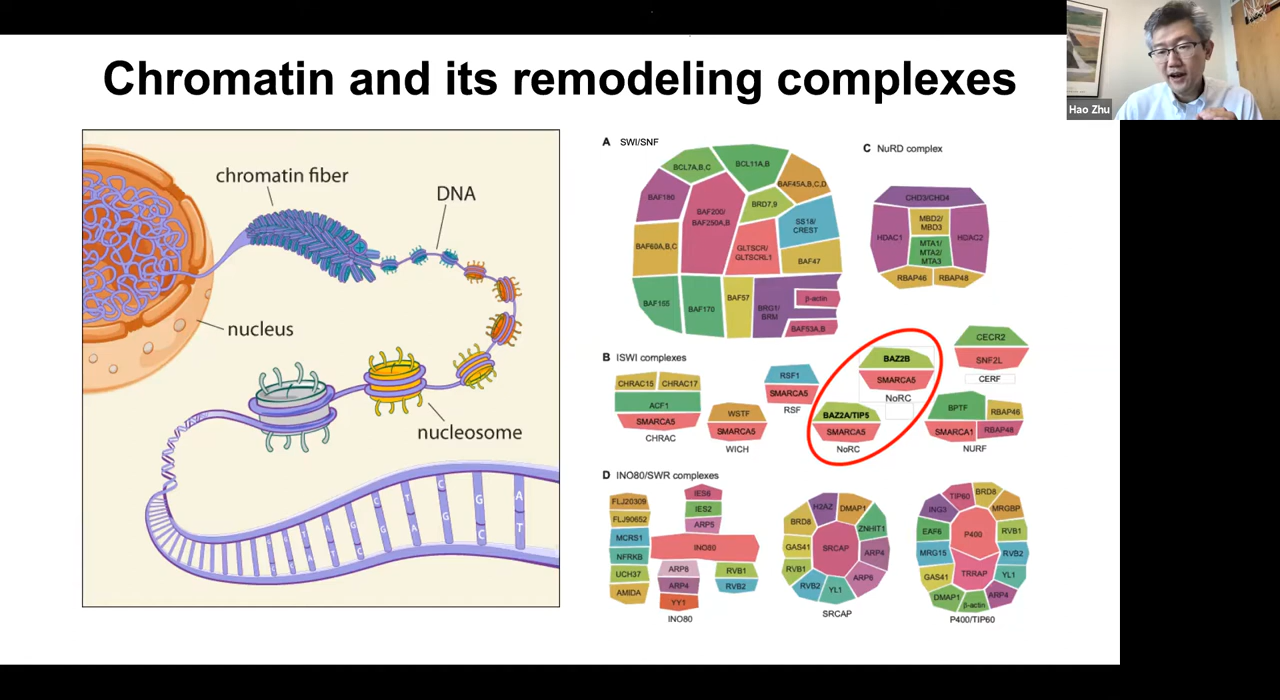 Chromatin and its remodeling complexes
Hao Zhu
chromatin fiber
DNA
nucleus
nucleosome
C
T
G
A
T
A
G
C
G
A
G
C
A
T
A SWI/SNF
BCL7A,B,C
BCL11A,B
BAF45A,B,C,D
BAF180
BAF200/
BAF250A,B
BRD7,9
SS18/
CREST
BAF60A,B,C
GLTSCR/
GLTSCRL1
BAF47
BAF155
BAF170
BAF57
BRG1/
BRM
β-actin
BAF53A,B
C NuRD complex
CHD3/CHD4
HDAC1
MBD2/
MBD3
HDAC2
MTA1/
MTA2/
MTA3
RBAP46
RBAP48
B ISWI complexes
CHRAC15
CHRAC17
ACF1
SMARCA5
CHRAC
WSTF
SMARCA5
WICH
RSF1
SMARCA5
RSF
BAZ2B
SMARCA5
NoRC
BAZ2A/TIP5
SMARCA5
NoRC
CECR2
SNF2L
CERF
BPTF
RBAP46
SMARCA1
RBAP48
NURF
D INO80/SWR complexes
FLJ20309
FLJ90652
MCRS1
NFRKB
UCH37
AMIDA
IES6
IES2
ARP5
INO80
ARP8
ARP4
YY1
RVB1
RVB2
INO80
H2AZ
DMAP1
BRD8
ZNHIT1
GAS41
SRCAP
ARP4
RVB1
ARP6
RVB2
YL1
SRCAP
TIP60
BRD8
ING3
MRGBP
EAF6
P400
RVB1
MRG15
RVB2
GAS41
TRRAP
YL1
DMAP1
β-actin
ARP4
P400/TIP60